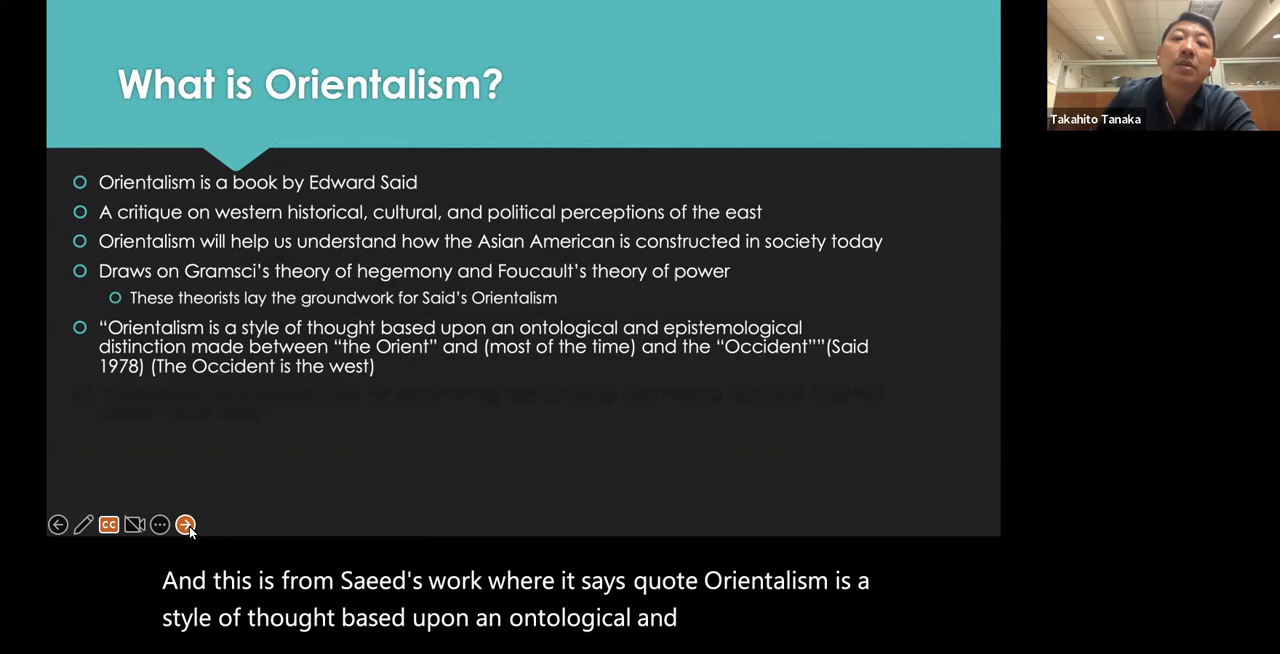 What is Orientalism?
Orientalism is a book by Edward Said
A critique on western historical, cultural, and political perceptions of the east
Orientalism will help us understand how the Asian American is constructed in society today
Draws on Gramsci's theory of hegemony and Foucault's theory of power
These theorists lay the groundwork for Said's Orientalism
“Orientalism is a style of thought based upon an ontological and epistemological
distinction made between “the Orient” and (most of the time) and the “Occident””(Said
1978) (The Occident is the west)
CC
Takahito Tanaka
And this is from Saeed's work where it says quote Orientalism is a
style of thought based upon an ontological and